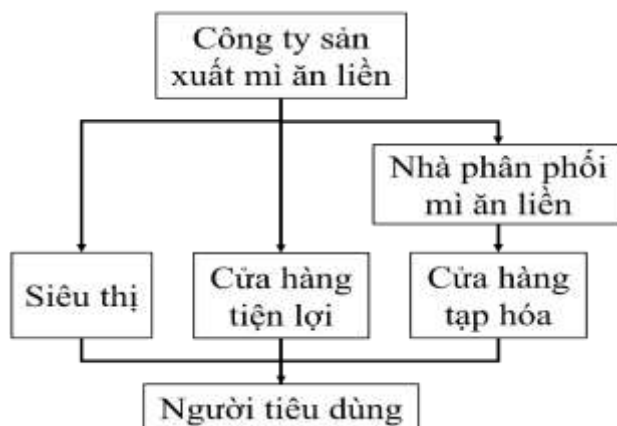 Công ty sản
xuất mì ăn liền
Nhà phân phối
mì ăn liền
Siêu thị
Cửa hàng
tiện lợi
Cửa hàng
tạp hóa
Người tiêu dùng